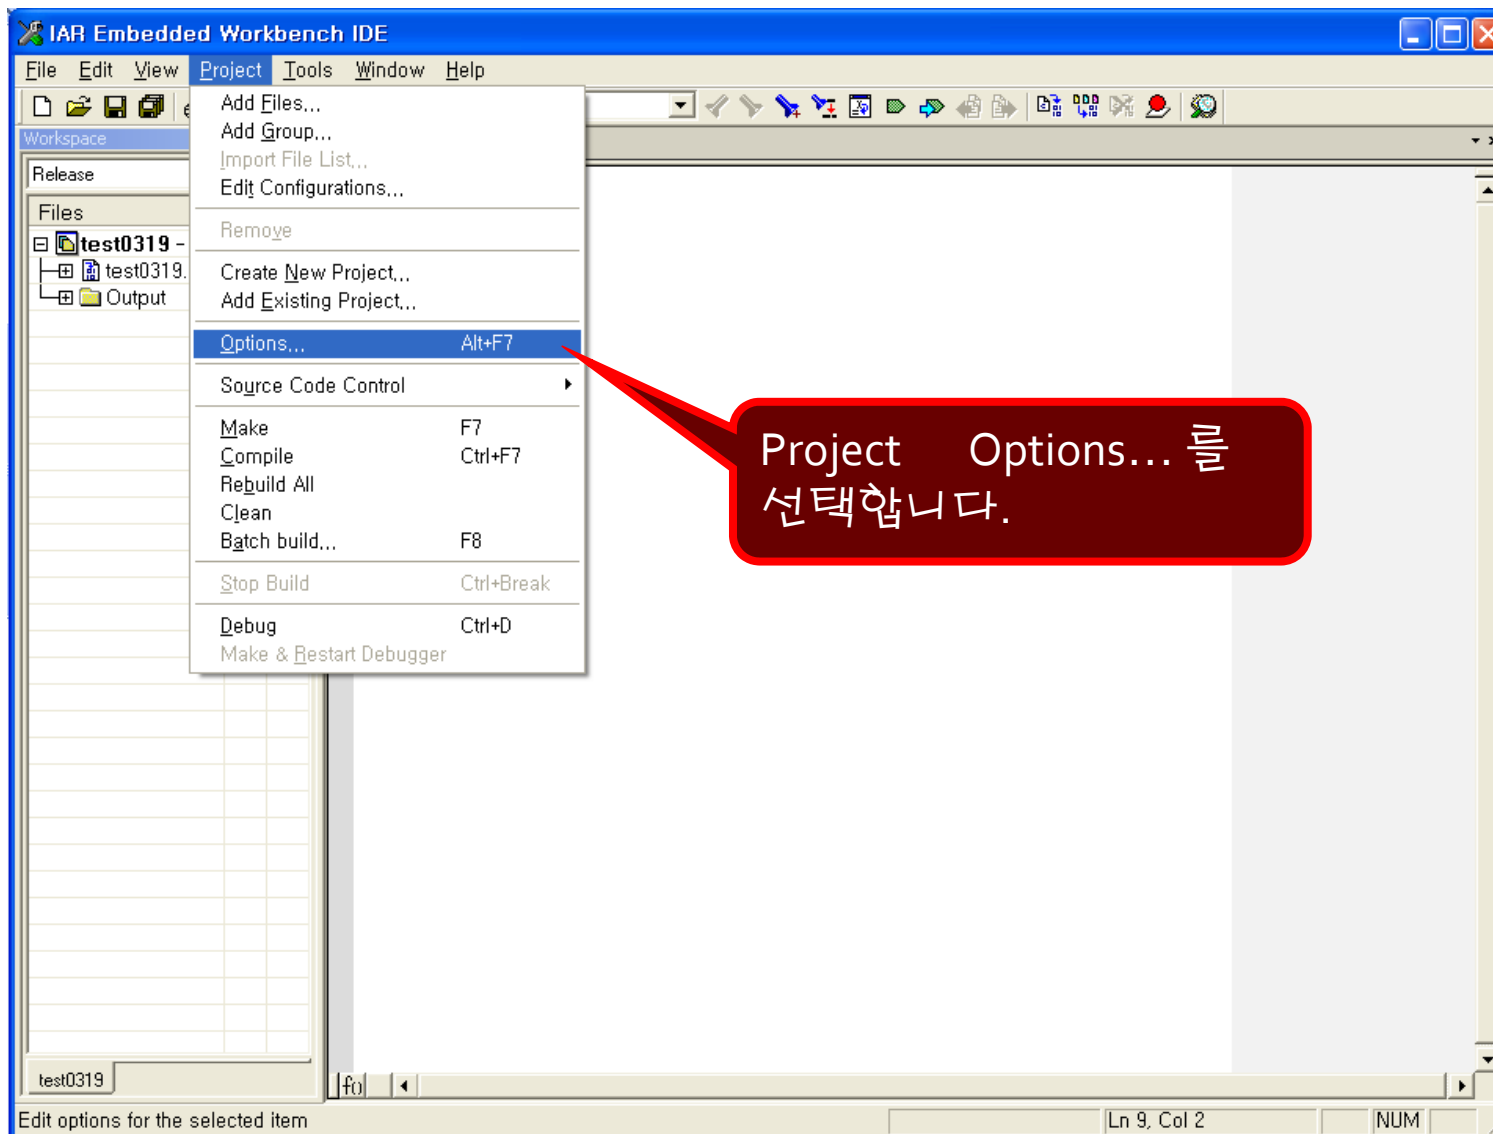 IAR Embedded Workbench IDE
File Edit View Project Tools Window Help
Workspace
Release
Files
test0319 -
test0319.
Output
Add Files...
Add Group...
Import File List...
Edit Configurations...
Remove
Create New Project...
Add Existing Project...
Options... Alt+F7
Source Code Control
Make F7
Compile Ctrl+F7
Rebuild All
Clean
Batch build... F8
Stop Build Ctrl+Break
Debug Ctrl+D
Make & Restart Debugger
Project Options... 를
선택합니다.
test0319
f()
Edit options for the selected item
Ln 9, Col 2
NUM